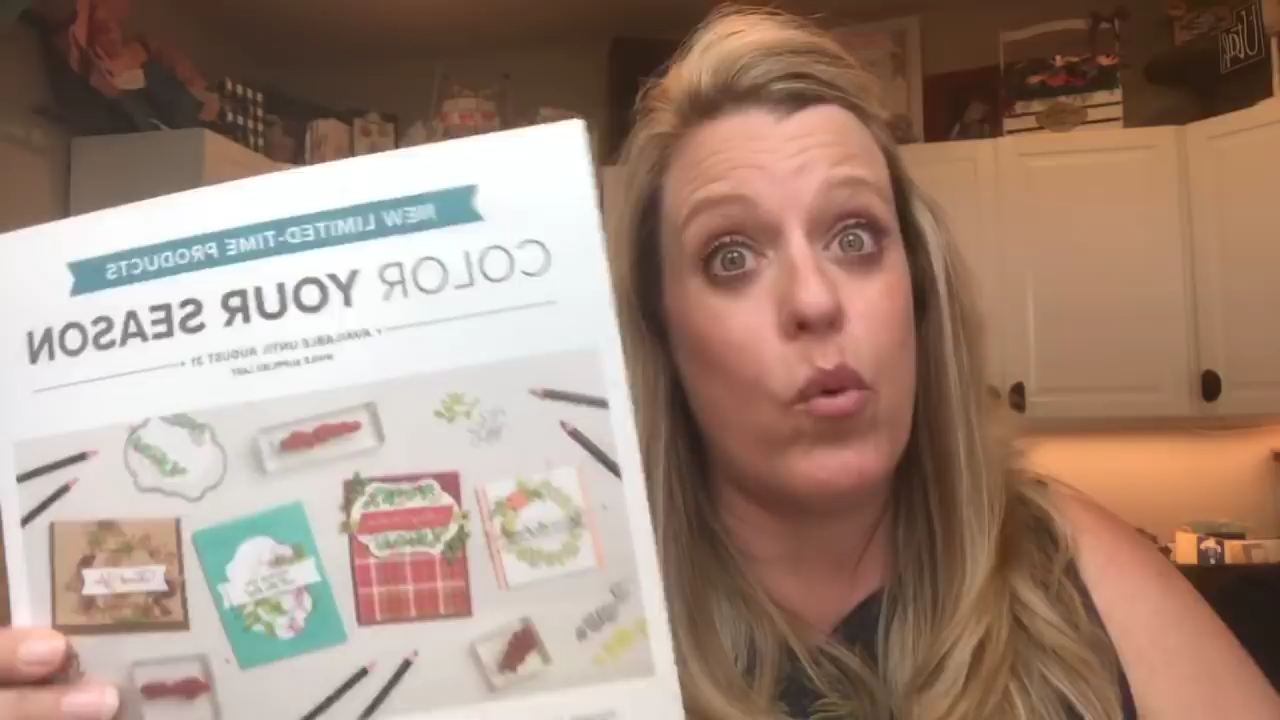 NEW LIMITED-TIME PRODUCTS
COLOR YOUR SEASON
• AVAILABLE UNTIL AUGUST 31 •
WHILE SUPPLIES LAST